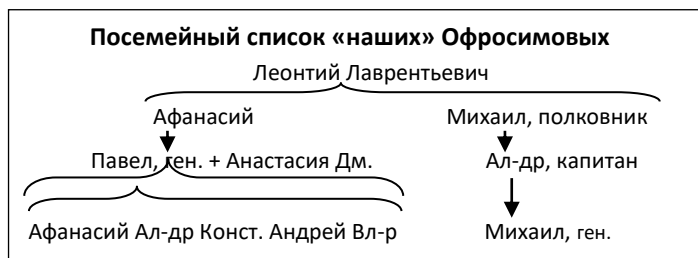 Посемейный список «наших» Офросимовых
Леонтий Лаврентьевич
Афанасий Михаил, полковник
Павел, ген. + Анастасия Дм. Ал-др, капитан
Афанасий Ал-др Конст. Андрей Вл-р Михаил, ген.